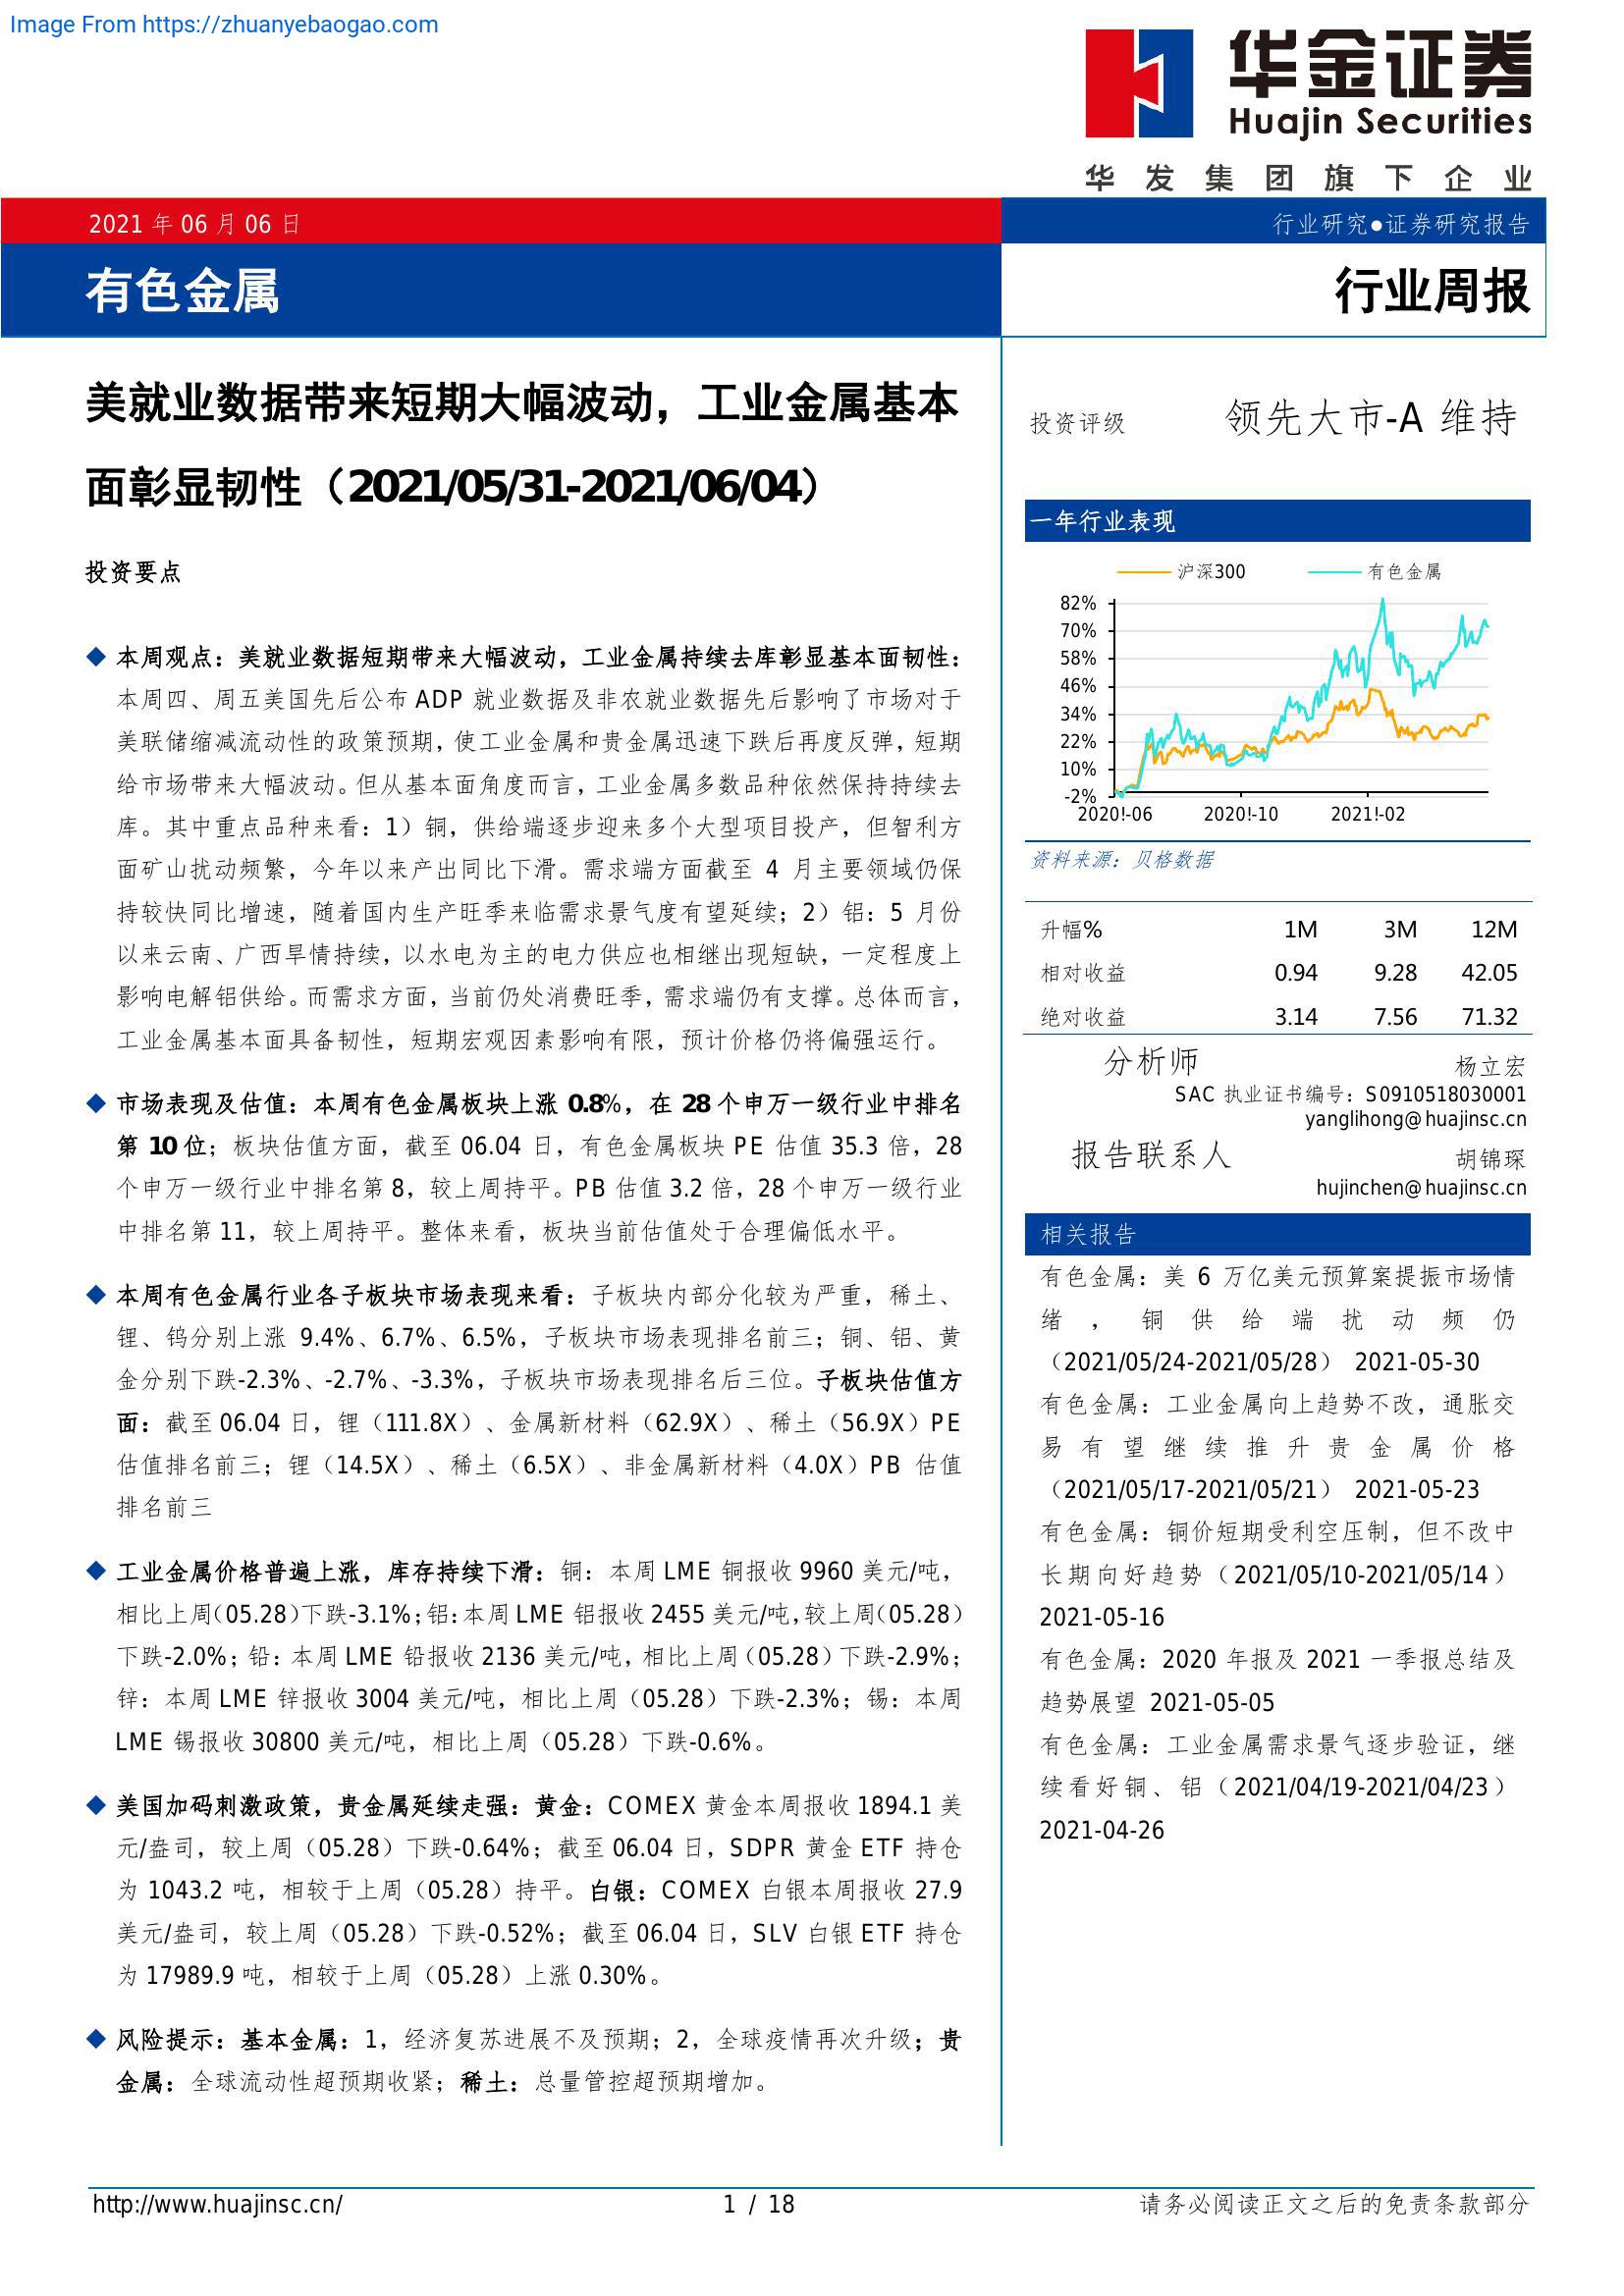 Image From https://zhuanyebaogao.com
华金证券
Huajin Securities
华发集团旗下企业
2021 年 06 月 06 日
行业研究●证券研究报告
有色金属
行业周报
美就业数据带来短期大幅波动，工业金属基本
面彰显韧性（2021/05/31-2021/06/04）
投资要点
◆ 本周观点：美就业数据短期带来大幅波动，工业金属持续去库彰显基本面韧性：
本周四、周五美国先后公布 ADP 就业数据及非农就业数据先后影响了市场对于
美联储缩减流动性的政策预期，使工业金属和贵金属迅速下跌后再度反弹，短期
给市场带来大幅波动。但从基本面角度而言，工业金属多数品种依然保持持续去
库。其中重点品种来看：1）铜，供给端逐步迎来多个大型项目投产，但智利方
面矿山扰动频繁，今年以来产出同比下滑。需求端方面截至 4 月主要领域仍保
持较快同比增速，随着国内生产旺季来临需求景气度有望延续；2）铝：5 月份
以来云南、广西旱情持续，以水电为主的电力供应也相继出现短缺，一定程度上
影响电解铝供给。而需求方面，当前仍处消费旺季，需求端仍有支撑。总体而言，
工业金属基本面具备韧性，短期宏观因素影响有限，预计价格仍将偏强运行。
◆ 市场表现及估值：本周有色金属板块上涨 0.8%，在 28 个申万一级行业中排名
第 10 位；板块估值方面，截至 06.04 日，有色金属板块 PE 估值 35.3 倍，28
个申万一级行业中排名第 8，较上周持平。PB 估值 3.2 倍，28 个申万一级行业
中排名第 11，较上周持平。整体来看，板块当前估值处于合理偏低水平。
◆ 本周有色金属行业各子板块市场表现来看：子板块内部分化较为严重，稀土、
锂、钨分别上涨 9.4%、6.7%、6.5%，子板块市场表现排名前三；铜、铝、黄
金分别下跌-2.3%、-2.7%、-3.3%，子板块市场表现排名后三位。子板块估值方
面：截至 06.04 日，锂（111.8X）、金属新材料（62.9X）、稀土（56.9X）PE
估值排名前三；锂（14.5X）、稀土（6.5X）、非金属新材料（4.0X）PB 估值
排名前三
◆ 工业金属价格普遍上涨，库存持续下滑：铜：本周 LME 铜报收 9960 美元/吨，
相比上周（05.28）下跌-3.1%；铝：本周 LME 铝报收 2455 美元/吨，较上周（05.28）
下跌-2.0%；铅：本周 LME 铅报收 2136 美元/吨，相比上周（05.28）下跌-2.9%；
锌：本周 LME 锌报收 3004 美元/吨，相比上周（05.28）下跌-2.3%；锡：本周
LME 锡报收 30800 美元/吨，相比上周（05.28）下跌-0.6%。
◆ 美国加码刺激政策，贵金属延续走强：黄金：COMEX 黄金本周报收 1894.1 美
元/盎司，较上周（05.28）下跌-0.64%；截至 06.04 日，SDPR 黄金 ETF 持仓
为 1043.2 吨，相较于上周（05.28）持平。白银：COMEX 白银本周报收 27.9
美元/盎司，较上周（05.28）下跌-0.52%；截至 06.04 日，SLV 白银 ETF 持仓
为 17989.9 吨，相较于上周（05.28）上涨 0.30%。
◆ 风险提示：基本金属：1，经济复苏进展不及预期；2，全球疫情再次升级；贵
金属：全球流动性超预期收紧；稀土：总量管控超预期增加。
投资评级 领先大市-A 维持
一年行业表现
沪深300 有色金属
82%
70%
58%
46%
34%
22%
10%
-2%
2020!-06 2020!-10 2021!-02
资料来源：贝格数据
升幅% 1M 3M 12M
相对收益 0.94 9.28 42.05
绝对收益 3.14 7.56 71.32
分析师 杨立宏
SAC 执业证书编号：S0910518030001
yanglihong@huajinsc.cn
报告联系人 胡锦琛
hujinchen@huajinsc.cn
相关报告
有色金属：美 6 万亿美元预算案提振市场情
绪，铜供给端扰动频仍
（2021/05/24-2021/05/28） 2021-05-30
有色金属：工业金属向上趋势不改，通胀交
易有望继续推升贵金属价格
（2021/05/17-2021/05/21） 2021-05-23
有色金属：铜价短期受利空压制，但不改中
长期向好趋势（2021/05/10-2021/05/14）
2021-05-16
有色金属：2020 年报及 2021 一季报总结及
趋势展望 2021-05-05
有色金属：工业金属需求景气逐步验证，继
续看好铜、铝（2021/04/19-2021/04/23）
2021-04-26
http://www.huajinsc.cn/
1 / 18
请务必阅读正文之后的免责条款部分